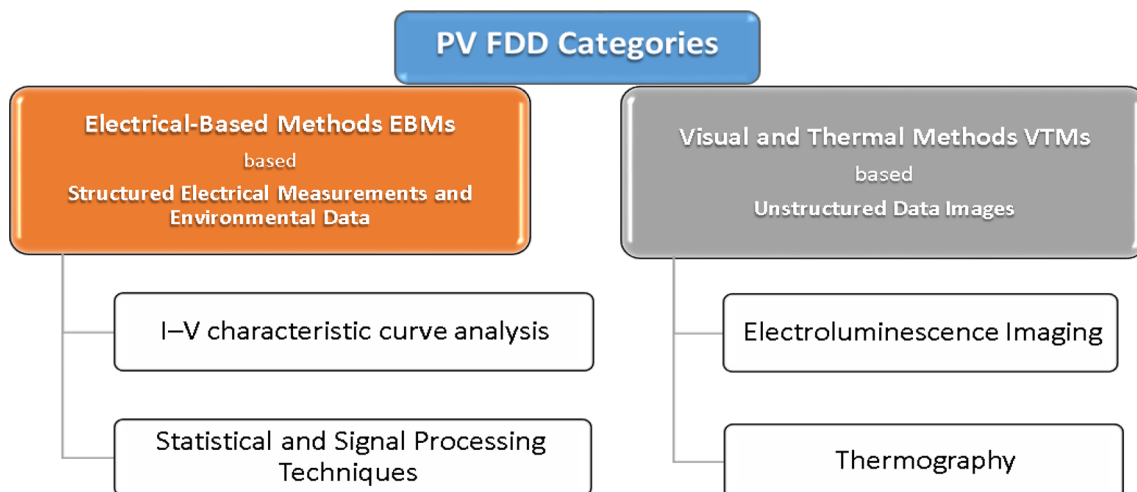 PV FDD Categories
Electrical-Based Methods EBMs
based
Structured Electrical Measurements and
Environmental Data
I–V characteristic curve analysis
Statistical and Signal Processing
Techniques
Visual and Thermal Methods VTMs
based
Unstructured Data Images
Electroluminescence Imaging
Thermography